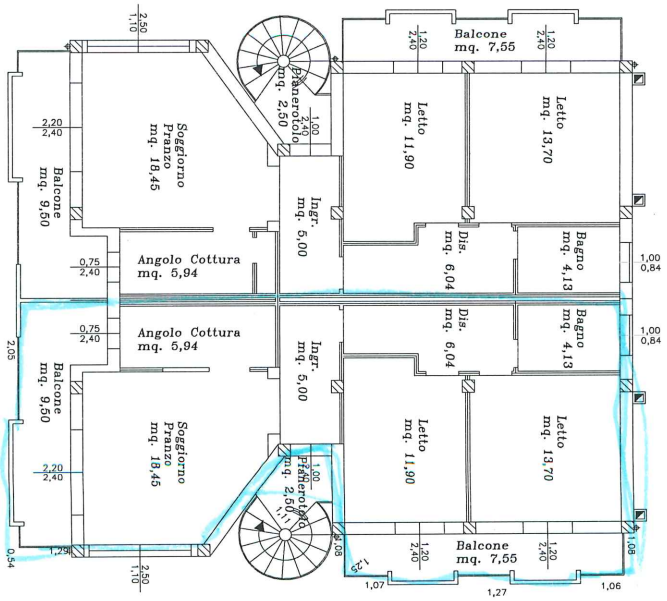 Balcone
mq. 7,55
1,20
2,40
1,20
2,40
2,50
1,10
Pianerotolo
mq. 2,50
1,00
2,40
Letto
mq. 11,90
Letto
mq. 13,70
Soggiorno
Pranzo
mq. 18,45
2,20
2,40
Balcone
mq. 9,50
Ingr.
mq. 5,00
Dis.
mq. 6,04
Bagno
mq. 4,13
1,00
0,84
Angolo Cottura
mq. 5,94
0,75
2,40
Angolo Cottura
mq. 5,94
0,75
2,40
Ingr.
mq. 5,00
Dis.
mq. 6,04
Bagno
mq. 4,13
1,00
0,84
2,05
Balcone
mq. 9,50
Soggiorno
Pranzo
mq. 18,45
2,20
2,40
Letto
mq. 11,90
Letto
mq. 13,70
Pianerotolo
mq. 2,50
1,00
2,40
1,11
0,54
1,29
2,50
1,10
1,08
1,25
1,07
1,20
2,40
Balcone
mq. 7,55
1,20
2,40
1,27
1,06
1,08